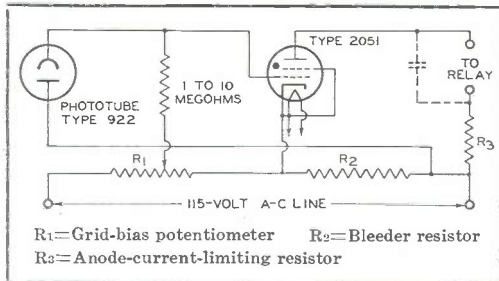 TYPE 2051
TO
RELAY
1 TO 10
MEGOHMS
PHOTOTUBE
TYPE 922
R1
R2
R3
115-VOLT A-C LINE
R1=Grid-bias potentiometer R2=Bleeder resistor
R3=Anode-current-limiting resistor